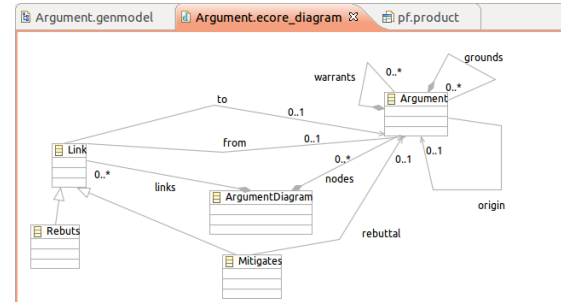 Argument.genmodel Argument.ecore_diagram pf.product
grounds
warrants 0..* 0..*
Argument
to
0..1
from 0..1 0..1 0..1
Link
0..*
0..*
links nodes
ArgumentDiagram
origin
Rebuts rebuttal
Mitigates